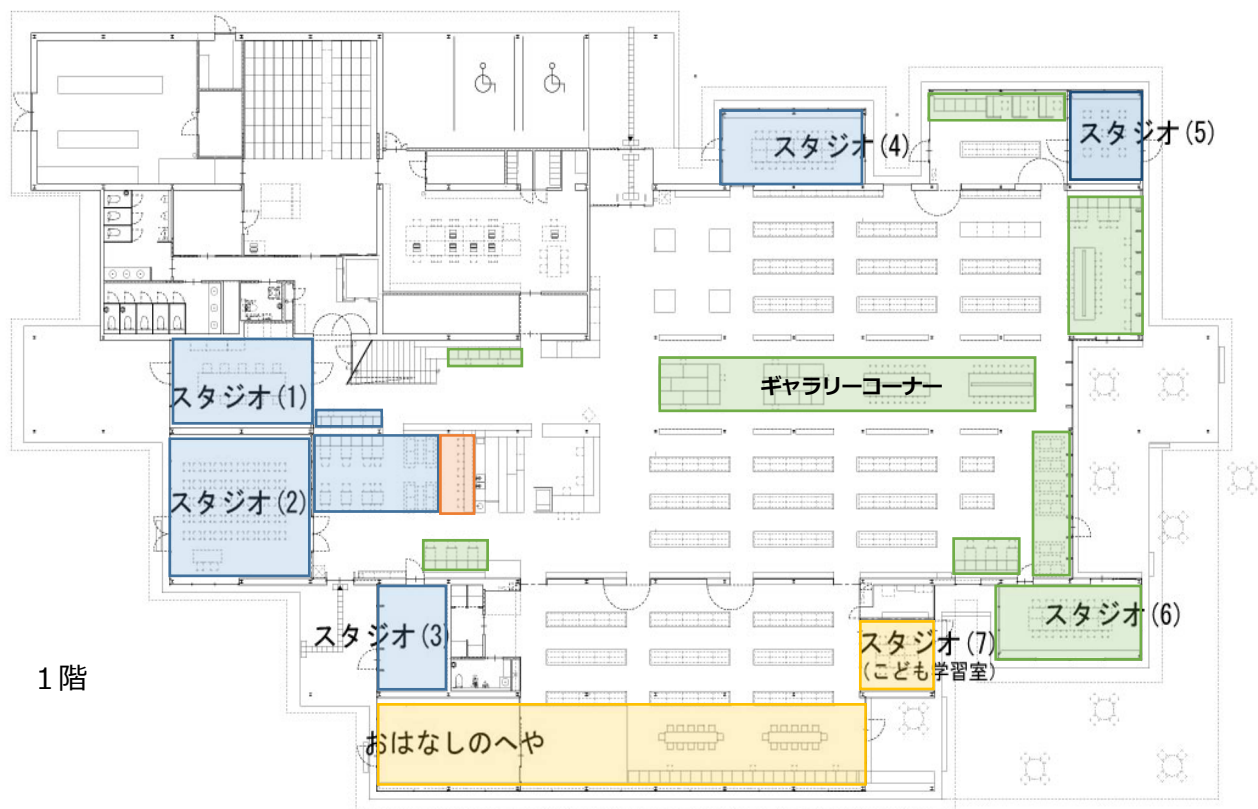 スタジオ(4)
スタジオ(5)
スタジオ(1)
ギャラリーコーナー
スタジオ(2)
スタジオ(3)
スタジオ(6)
スタジオ(7)
(こども学習室)
1階
おはなしのへや